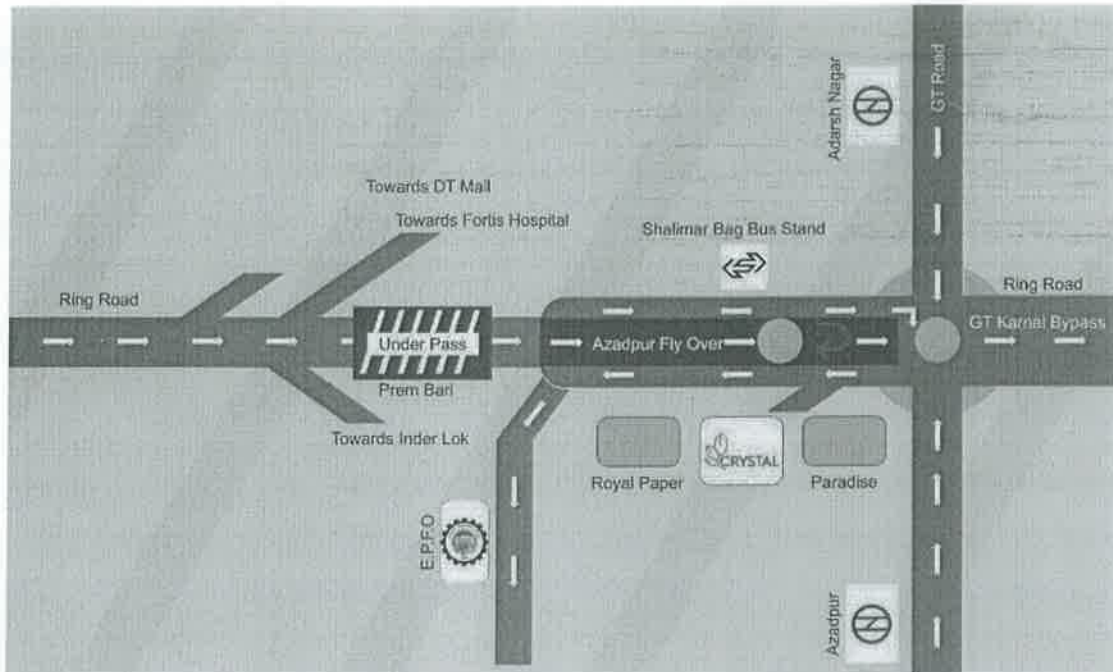 GT Road
Adarsh Nagar
Towards DT Mall
Towards Fortis Hospital
Shalimar Bag Bus Stand
Ring Road
Ring Road
GT Karnal Bypass
Under Pass
Azadpur Fly Over
Prem Bari
Towards Inder Lok
CRYSTAL
Royal Paper
Paradise
E.P.F.O
Azadpur